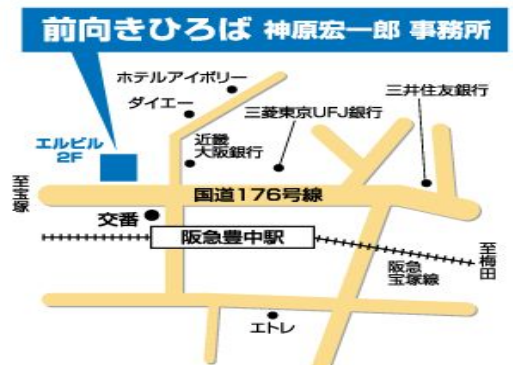 前向きひろば 神原宏一郎 事務所
ホテルアイボリー
ダイエー
三井住友銀行
三菱東京UFJ銀行
エルビル
2F
近畿
大阪銀行
至宝塚
国道176号線
交番
阪急豊中駅
至梅田
阪急
宝塚線
エトレ